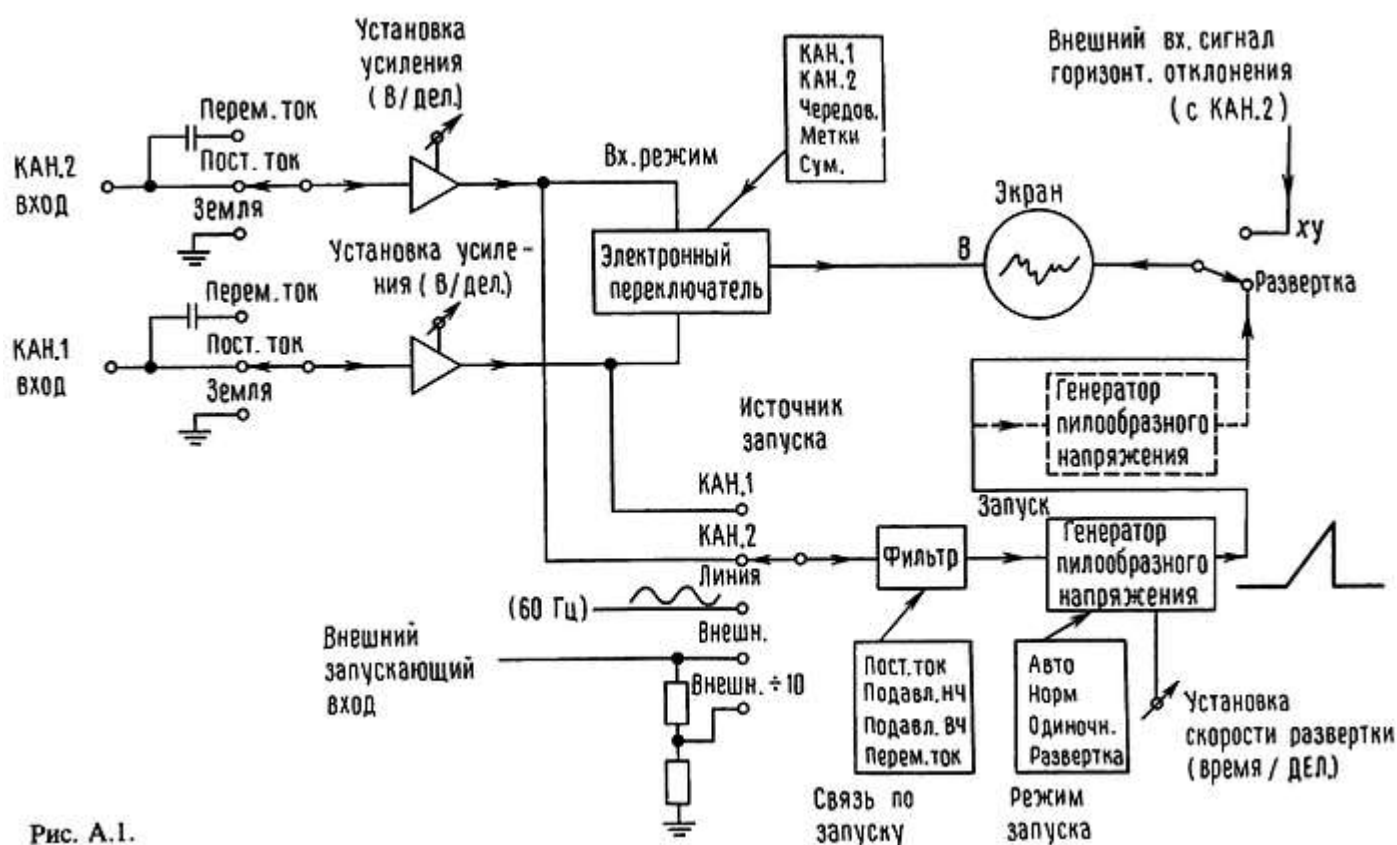 Установка
усиления
(В/дел.)
КАН.1
КАН.2
Чередов.
Метки
Сум.
Внешний вх. сигнал
горизонт. отклонения
(с КАН.2)
Перем. ток
КАН.2
вход
Пост. ток
Земля
Вх. режим
Экран
xy
Установка усиле-
ния (В/дел.)
Электронный
переключатель
В
Развертка
Перем. ток
КАН.1
вход
Пост. ток
Земля
Источник
запуска
Генератор
пилообразного
напряжения
КАН.1
Запуск
КАН.2
Фильтр
Генератор
пилообразного
напряжения
Линия
(60 Гц)
Внешний
запускающий
вход
Внешн.
Внешн. ÷10
Пост. ток
Подавл. НЧ
Подавл. ВЧ
Перем. ток
Авто
Норм
Одиночн.
Развертка
Установка
скорости развертки
(время / ДЕЛ.)
Связь по
запуску
Режим
запуска
Рис. А.1.